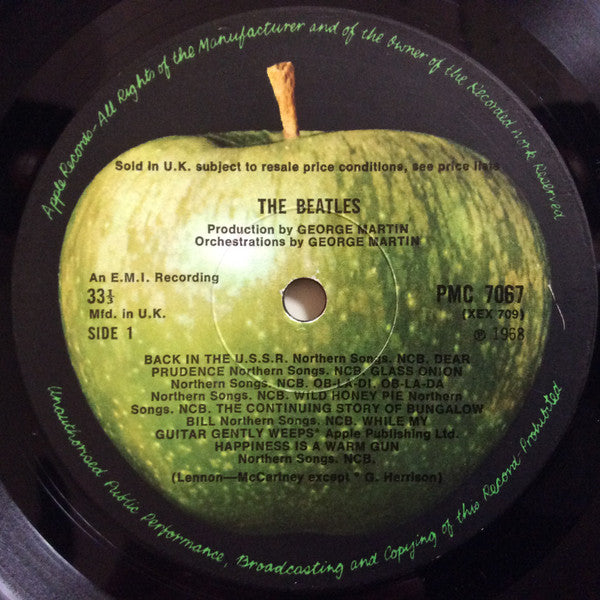 Apple Records—All Rights of the Manufacturer and of the Owner of the Recorded Work Reserved
Sold in U.K. subject to resale price conditions, see price lists
THE BEATLES
Production by GEORGE MARTIN
Orchestrations by GEORGE MARTIN
An E.M.I. Recording
33⅓
PMC 7067
Mfd. in U.K.
(XEX 709)
SIDE 1
℗ 1968
BACK IN THE U.S.S.R. Northern Songs. NCB. DEAR
PRUDENCE Northern Songs. NCB. GLASS ONION
Northern Songs. NCB. OB-LA-DI, OB-LA-DA
Northern Songs. NCB. WILD HONEY PIE Northern
Songs. NCB. THE CONTINUING STORY OF BUNGALOW
BILL Northern Songs. NCB. WHILE MY
GUITAR GENTLY WEEPS* Apple Publishing Ltd.
HAPPINESS IS A WARM GUN
Northern Songs. NCB.
(Lennon—McCartney except * G. Harrison)
Unauthorised Public Performance, Broadcasting and Copying of this Record Prohibited